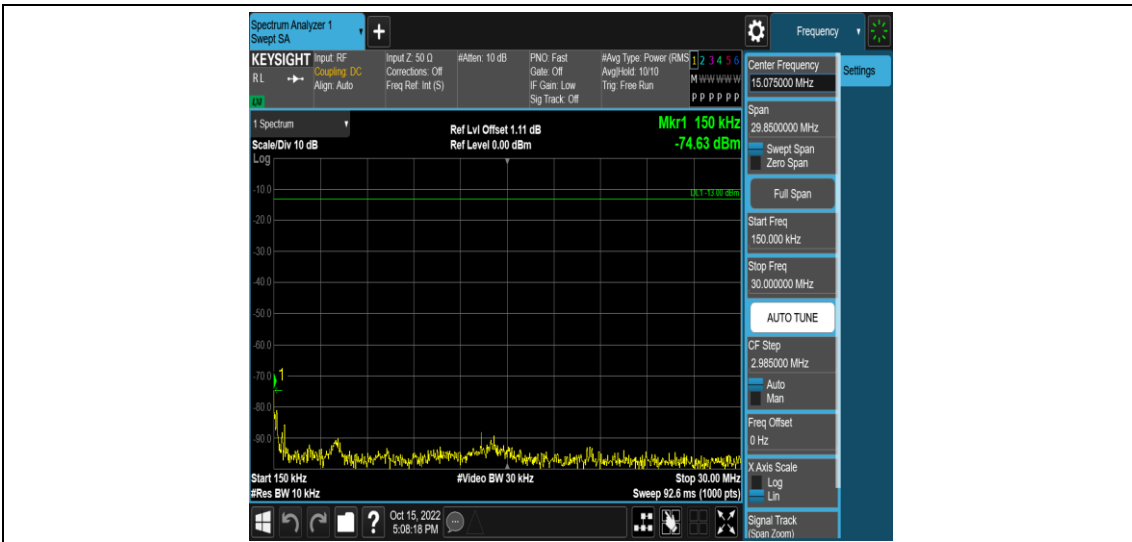 Spectrum Analyzer 1
Swept SA
Frequency
KEYSIGHT
RL
LXI
Input: RF
Coupling: DC
Align: Auto
Input Z: 50 Ω
Corrections: Off
Freq Ref: Int (S)
#Atten: 10 dB
PNO: Fast
Gate: Off
IF Gain: Low
Sig Track: Off
#Avg Type: Power (RMS
Avg|Hold: 10/10
Trig: Free Run
1 2 3 4 5 6
M W W W W W
P P P P P P
1 Spectrum
Scale/Div 10 dB
Log
Ref Lvl Offset 1.11 dB
Ref Level 0.00 dBm
Mkr1 150 kHz
-74.63 dBm
DL1 -13.00 dBm
-10.0
-20.0
-30.0
-40.0
-50.0
-60.0
-70.0
1
-80.0
-90.0
Start 150 kHz
#Res BW 10 kHz
#Video BW 30 kHz
Stop 30.00 MHz
Sweep 92.6 ms (1000 pts)
Center Frequency
15.075000 MHz
Settings
Span
29.8500000 MHz
Swept Span
Zero Span
Full Span
Start Freq
150.000 kHz
Stop Freq
30.000000 MHz
AUTO TUNE
CF Step
2.985000 MHz
Auto
Man
Freq Offset
0 Hz
X Axis Scale
Log
Lin
Signal Track
(Span Zoom)
?
Oct 15, 2022
5:08:18 PM